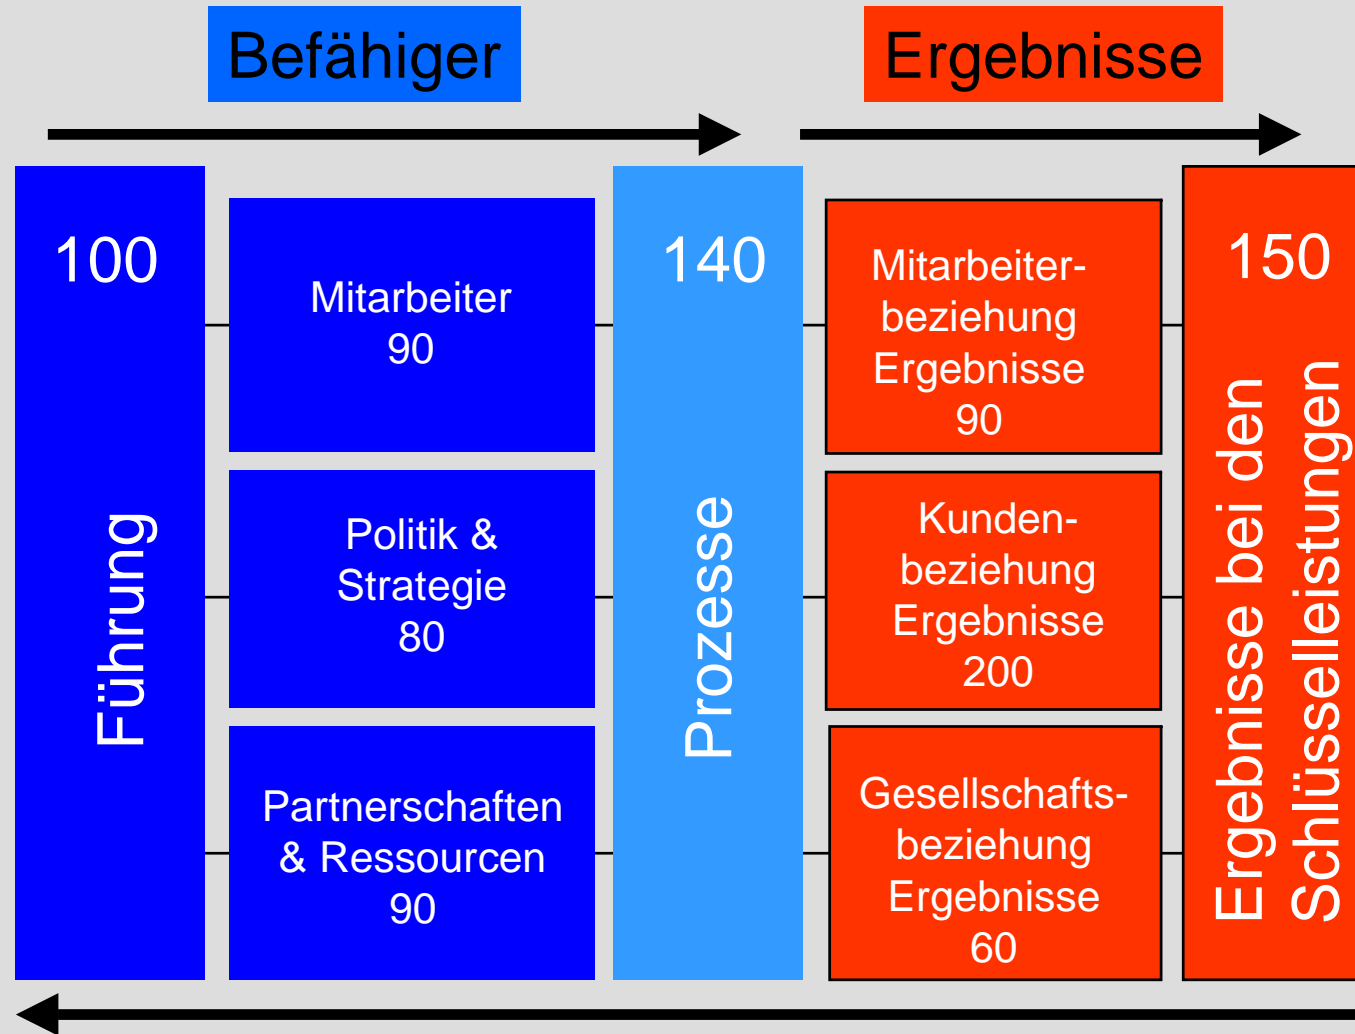 Befähiger
Ergebnisse
100
Führung
Mitarbeiter
90
Politik &
Strategie
80
Partnerschaften
& Ressourcen
90
140
Prozesse
Mitarbeiter-
beziehung
Ergebnisse
90
Kunden-
beziehung
Ergebnisse
200
Gesellschafts-
beziehung
Ergebnisse
60
150
Ergebnisse bei den
Schlüsselleistungen